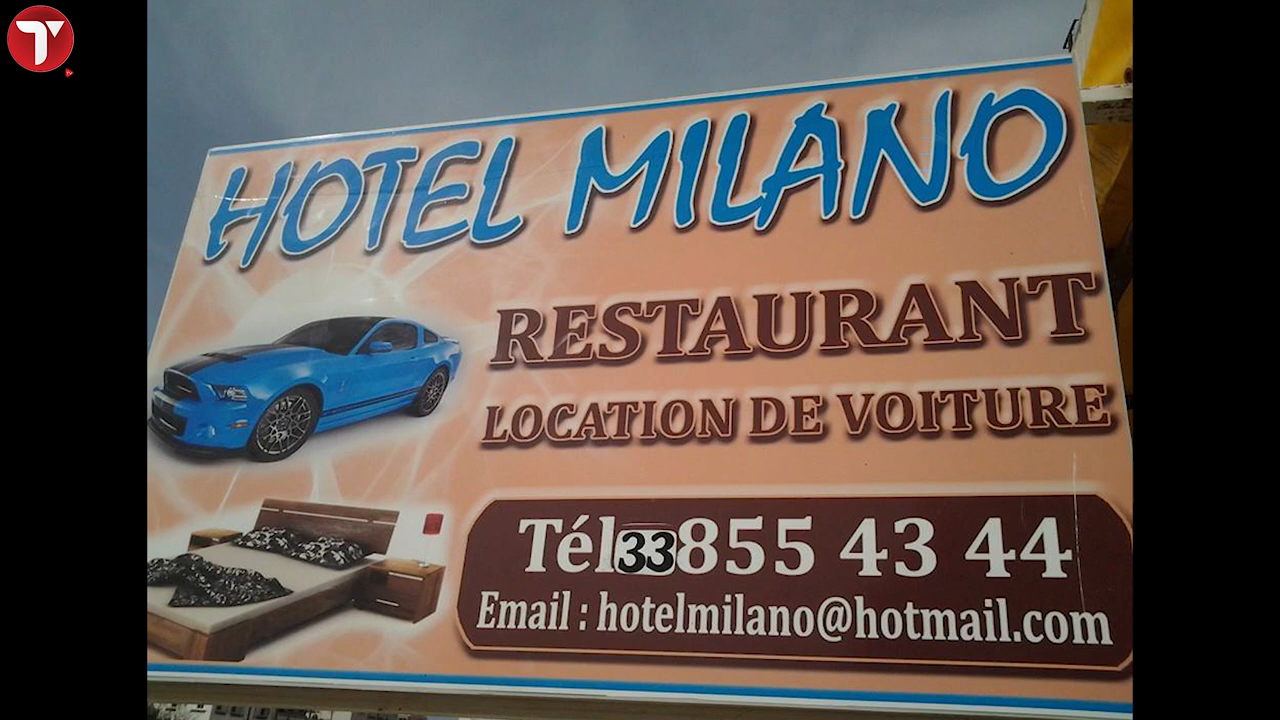 HOTEL MILANO
RESTAURANT
LOCATION DE VOITURE
Tél 33 855 43 44
Email : hotelmilano@hotmail.com